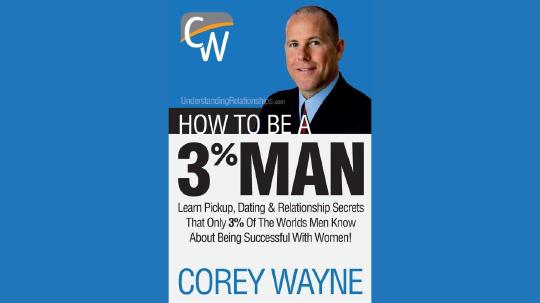 CW
UnderstandingRelationships.com
HOW TO BE A
3% MAN
Learn Pickup, Dating & Relationship Secrets
That Only 3% Of The Worlds Men Know
About Being Successful With Women!
COREY WAYNE